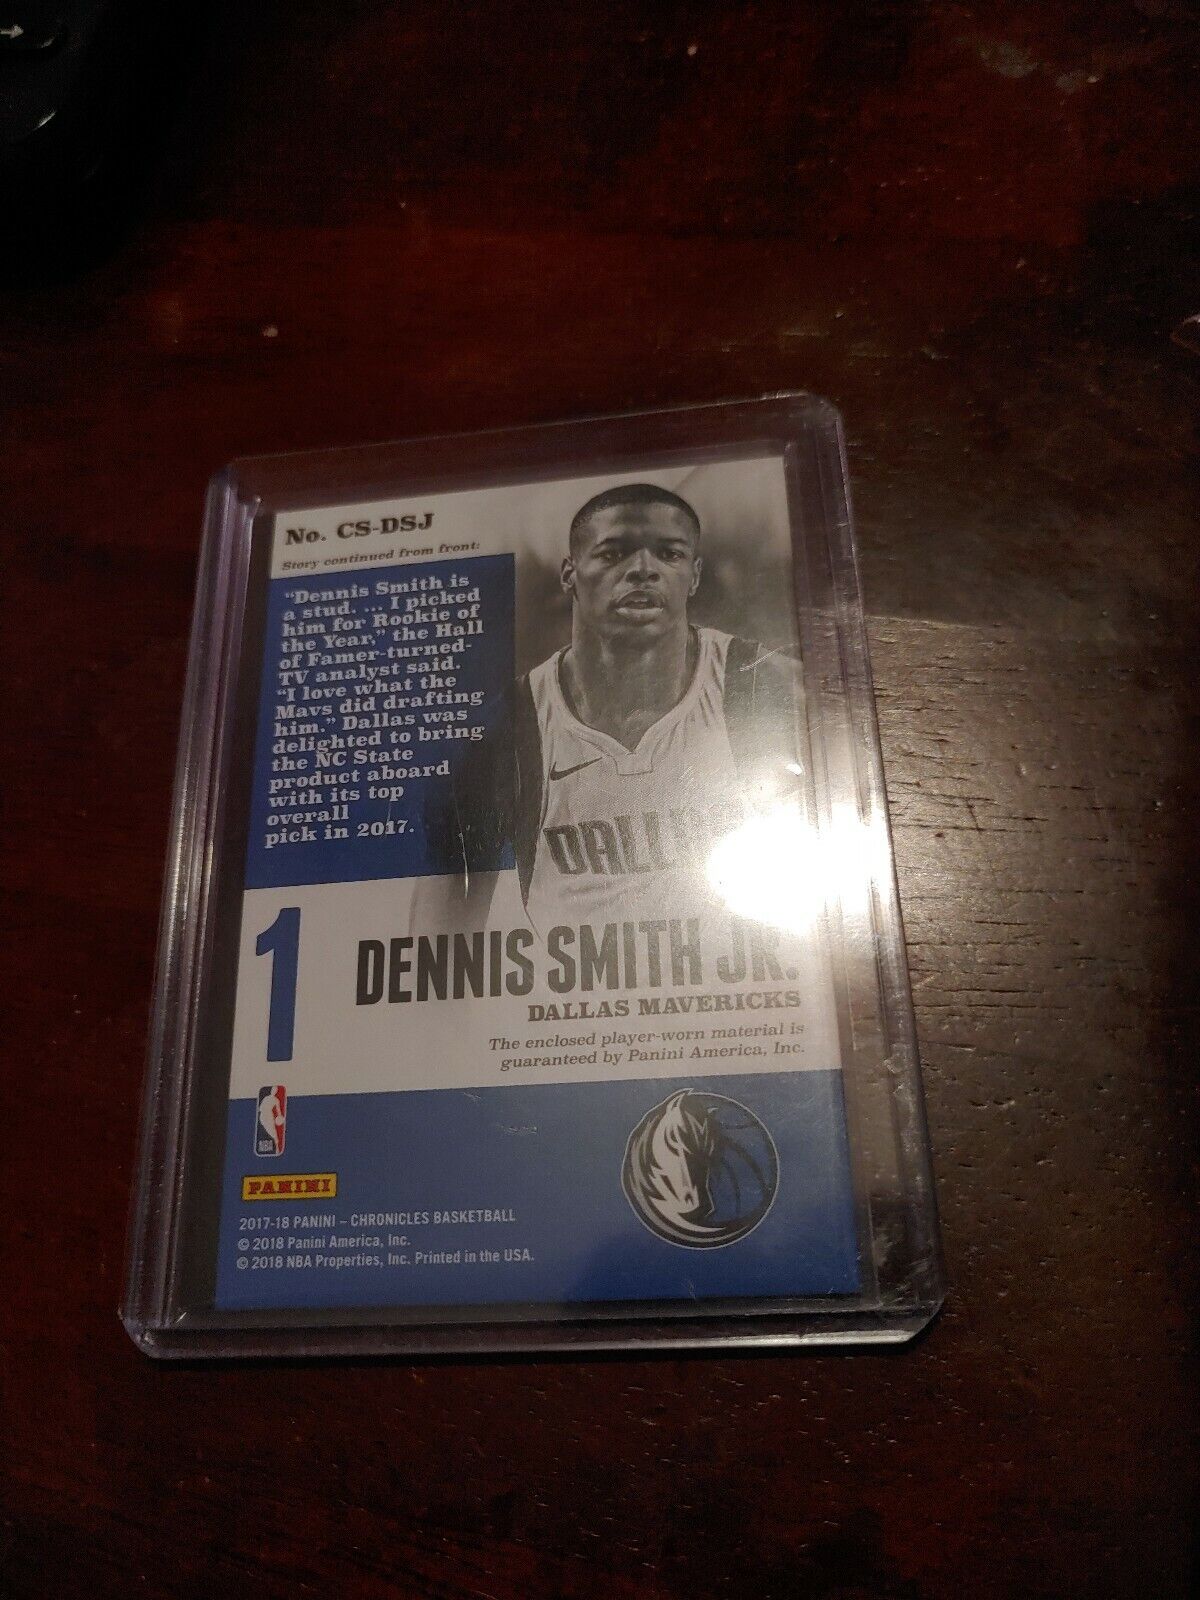 No. CS-DSJ
Story continued from front:
“Dennis Smith is
a stud. ... I picked
him for Rookie of
the Year,” the Hall
of Famer-turned-
TV analyst said.
“I love what the
Mavs did drafting
him.” Dallas was
delighted to bring
the NC State
product aboard
with its top
overall
pick in 2017.
1
DENNIS SMITH JR.
DALLAS MAVERICKS
The enclosed player-worn material is
guaranteed by Panini America, Inc.
NBA
PANINI
2017-18 PANINI – CHRONICLES BASKETBALL
© 2018 Panini America, Inc.
© 2018 NBA Properties, Inc. Printed in the USA.